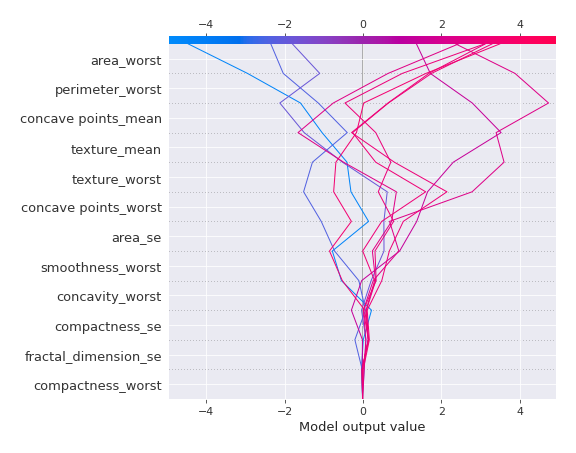 −4 −2 0 2 4
area_worst
perimeter_worst
concave points_mean
texture_mean
texture_worst
concave points_worst
area_se
smoothness_worst
concavity_worst
compactness_se
fractal_dimension_se
compactness_worst
−4 −2 0 2 4
Model output value